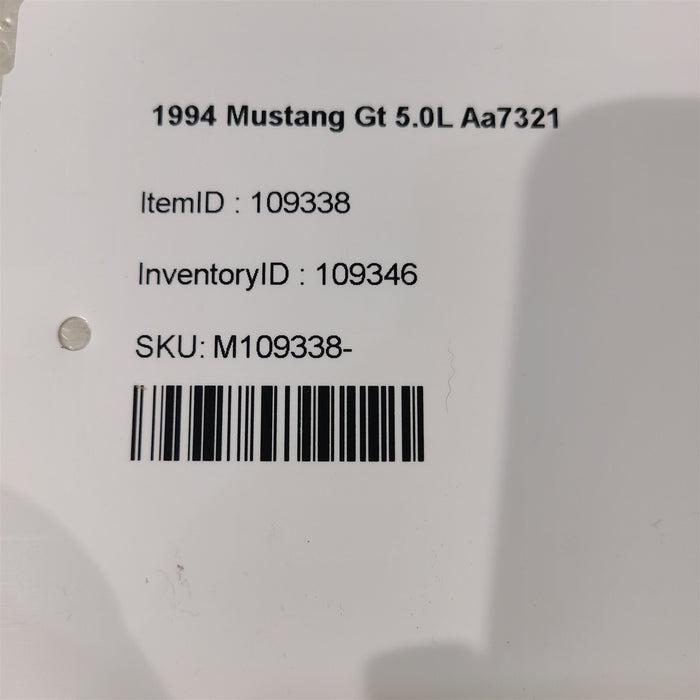 1994 Mustang Gt 5.0L Aa7321
ItemID : 109338
InventoryID : 109346
SKU: M109338-